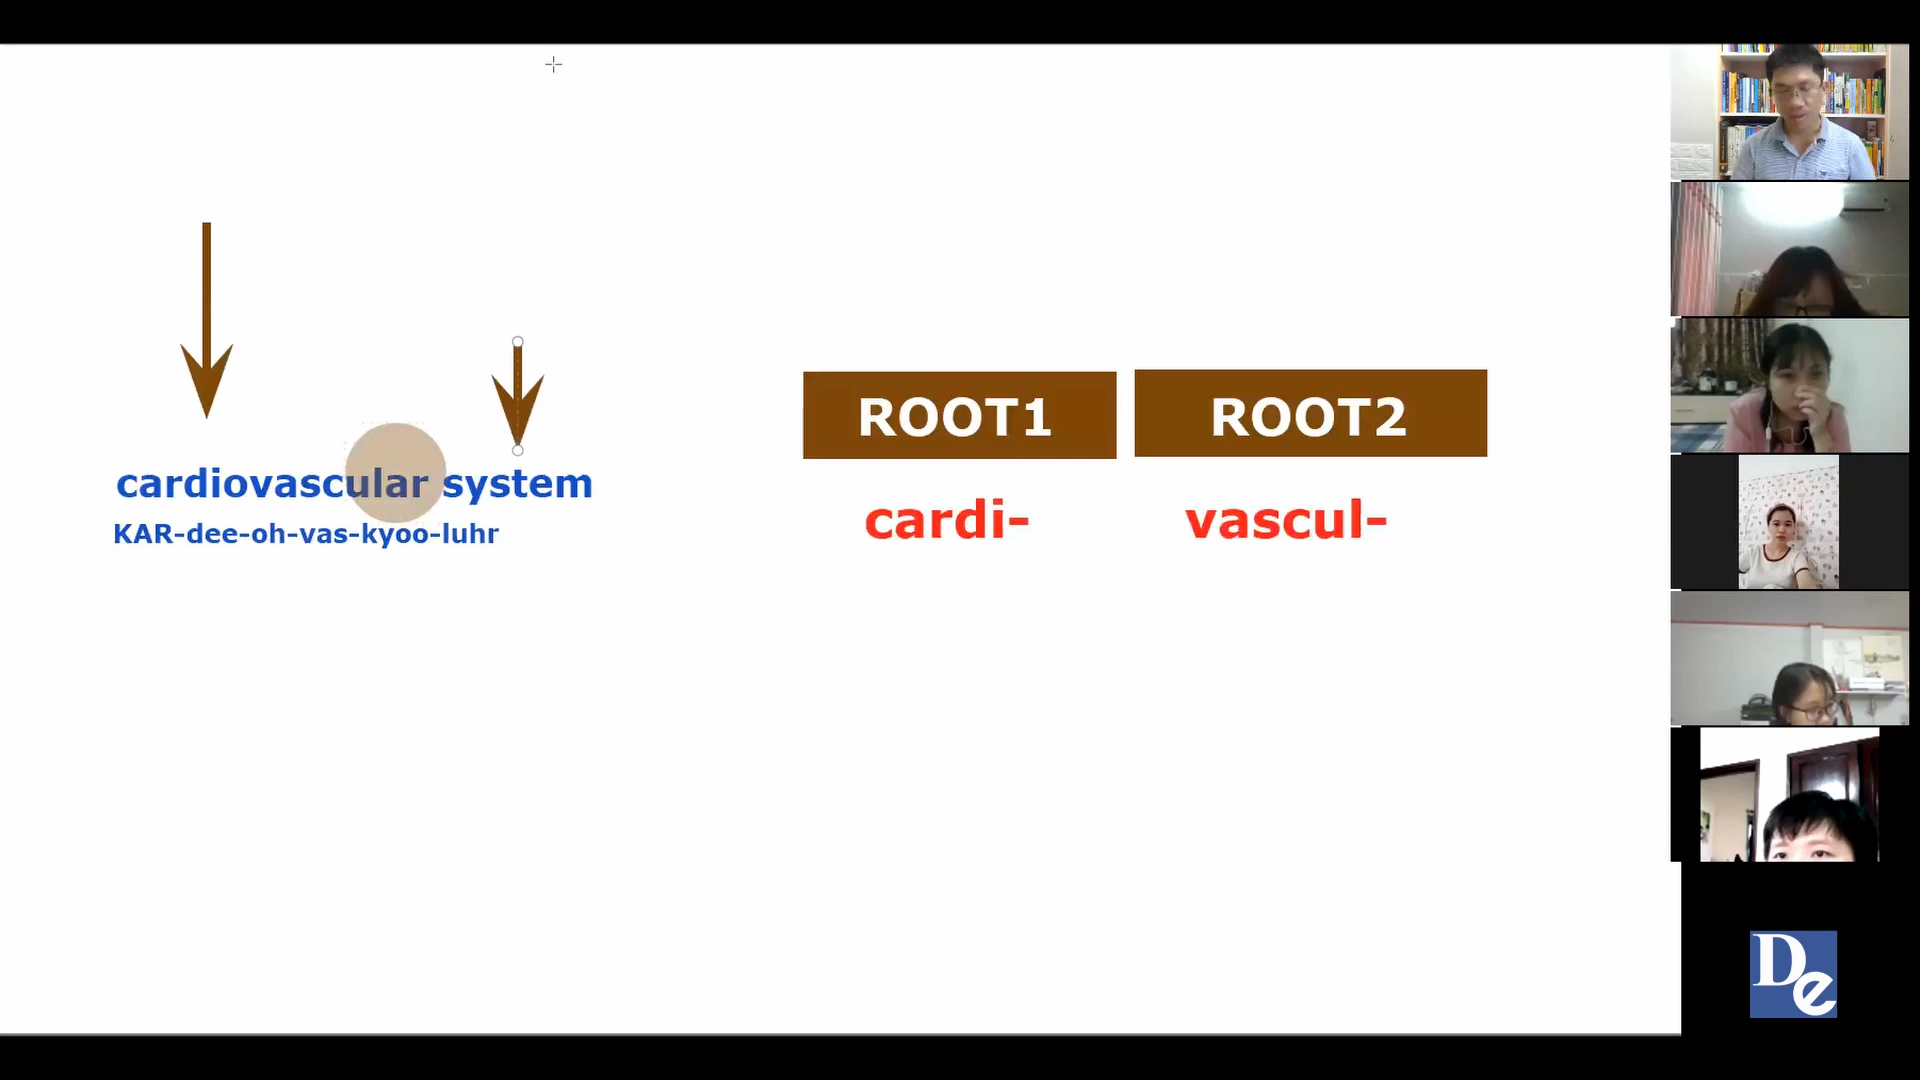 cardiovascular system
KAR-dee-oh-vas-kyoo-luhr
ROOT1 ROOT2
cardi- vascul-
De